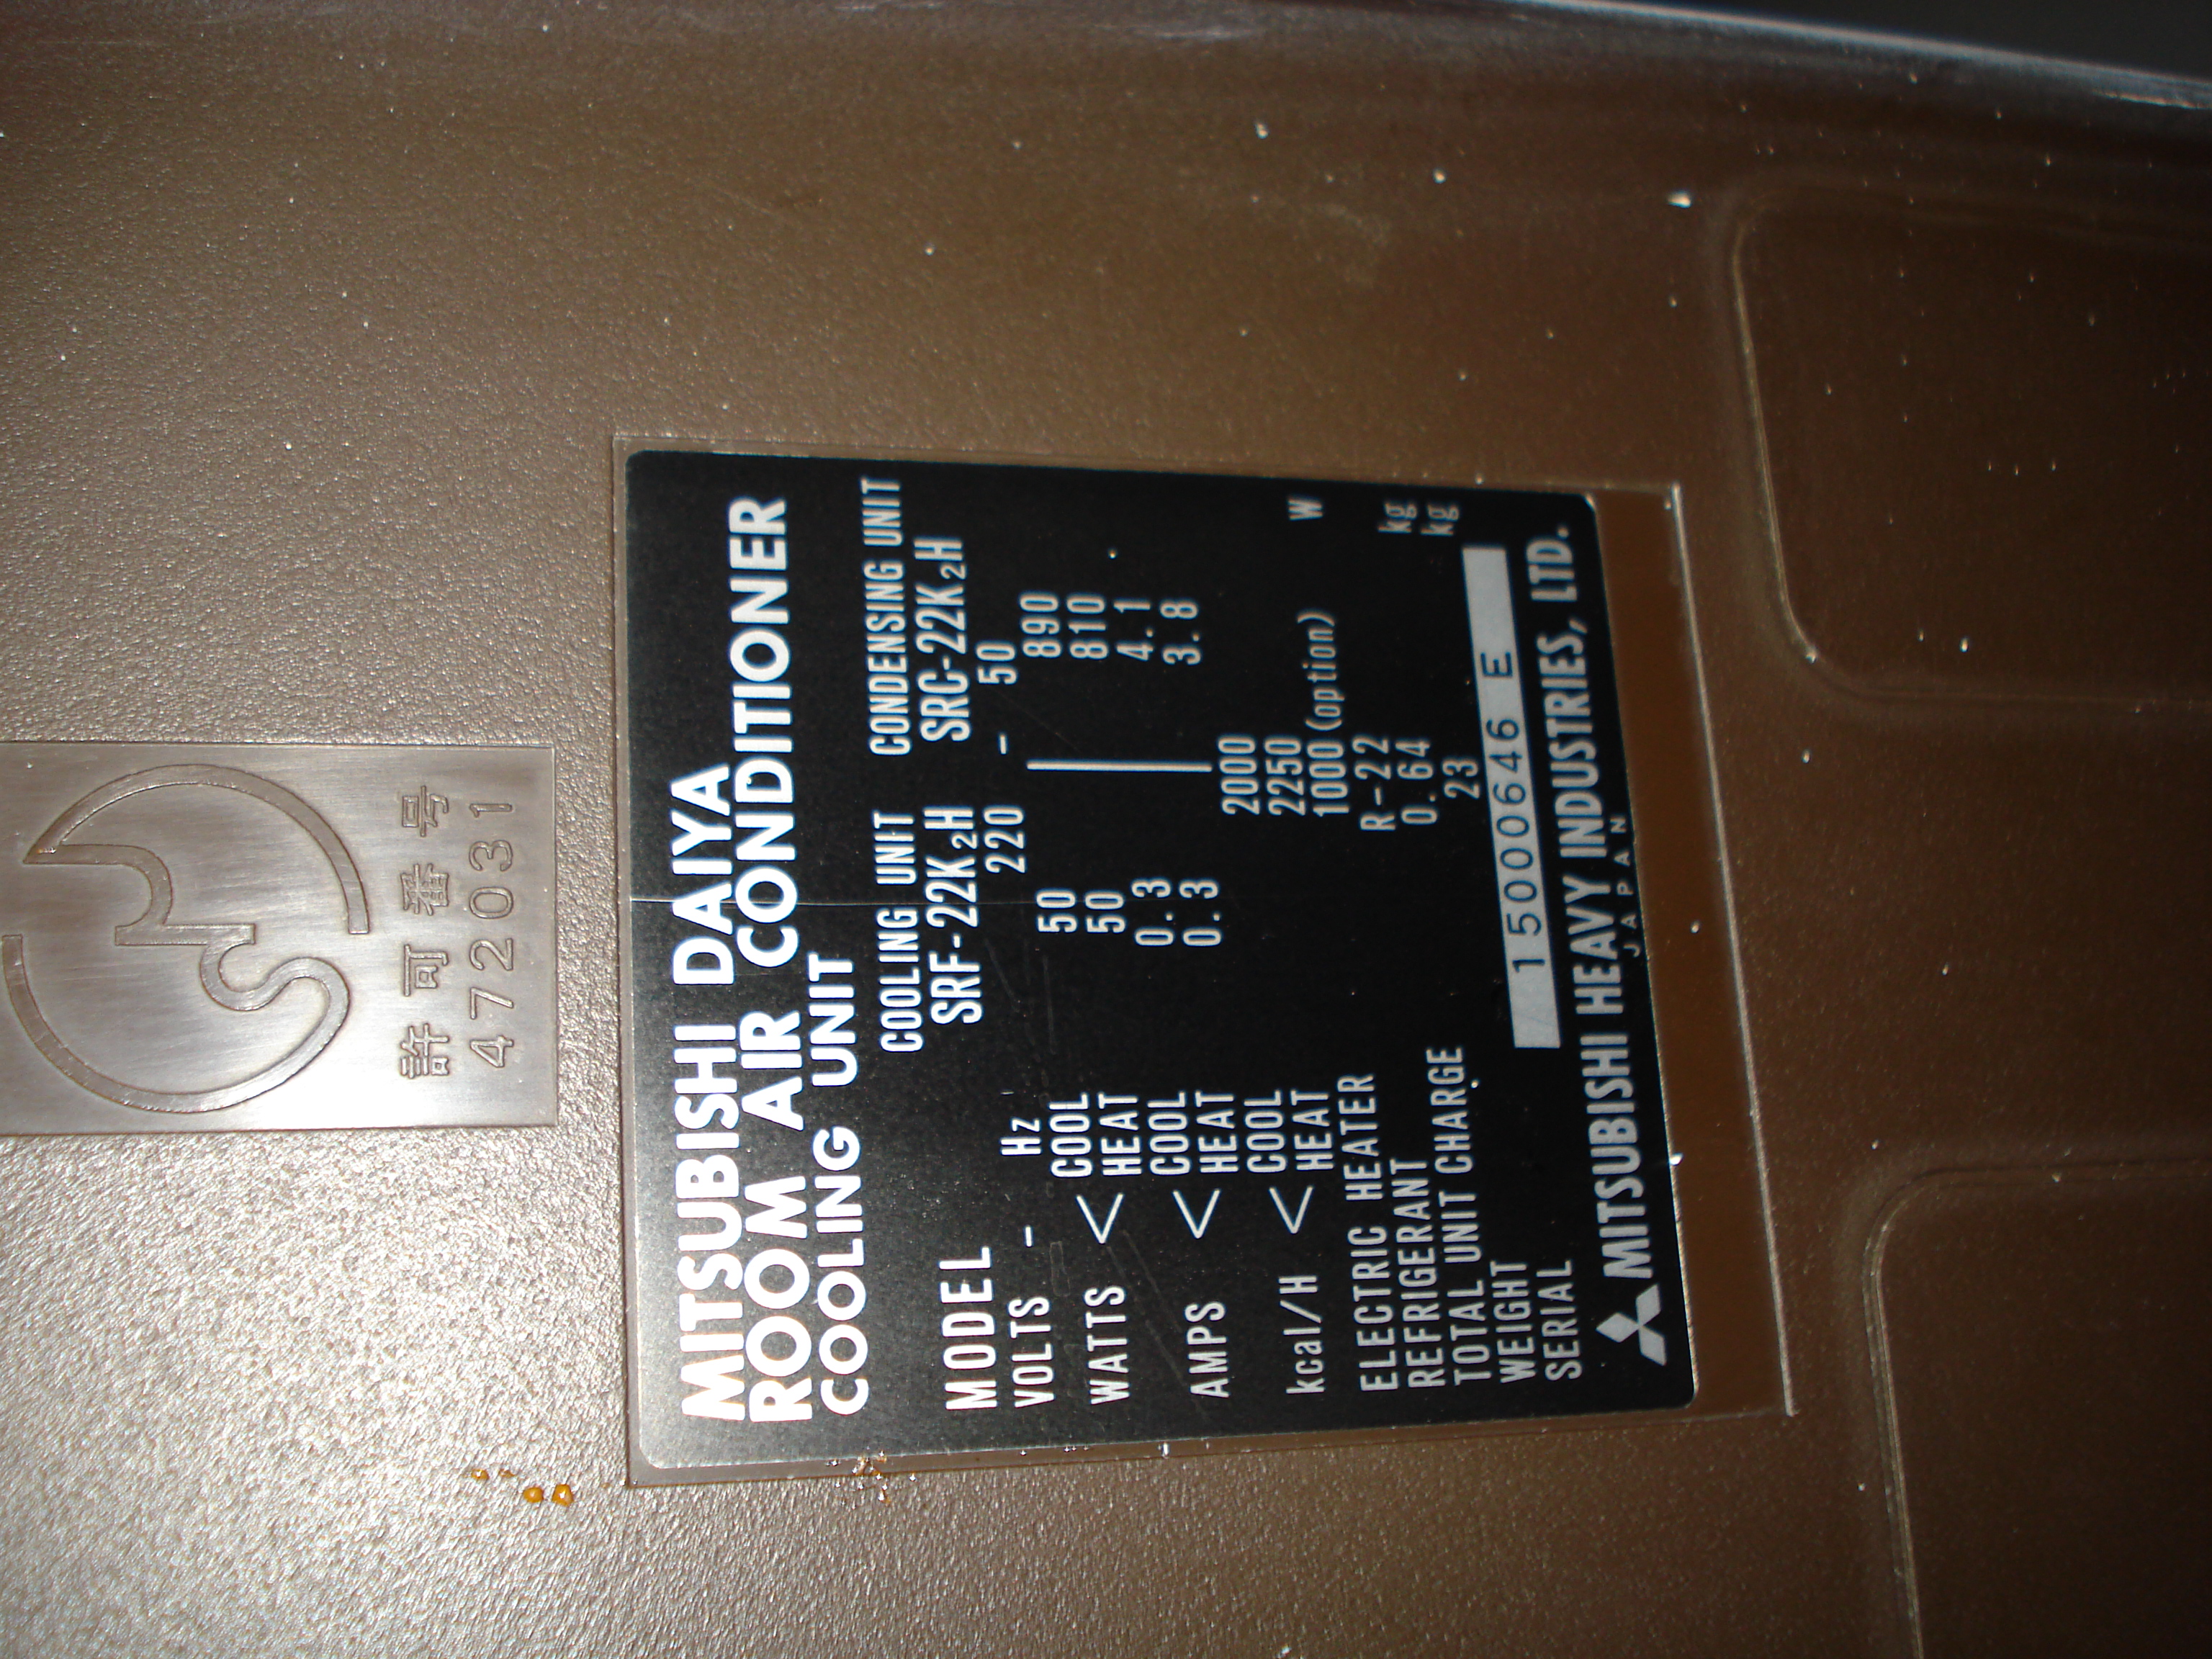 許可番号
472031
MITSUBISHI DAIYA
ROOM AIR CONDITIONER
COOLING UNIT
COOLING UNIT CONDENSING UNIT
MODEL SRF-22K₂H SRC-22K₂H
VOLTS - Hz 220 - 50
WATTS < COOL 50 890
HEAT 50 810
AMPS < COOL 0.3 4.1
HEAT 0.3 3.8
kcal/H < COOL 2000
HEAT 2250
ELECTRIC HEATER 1000 (option) W
REFRIGERANT R-22
TOTAL UNIT CHARGE 0.64 kg
WEIGHT 23 kg
SERIAL 15000646 E
MITSUBISHI HEAVY INDUSTRIES, LTD.
JAPAN